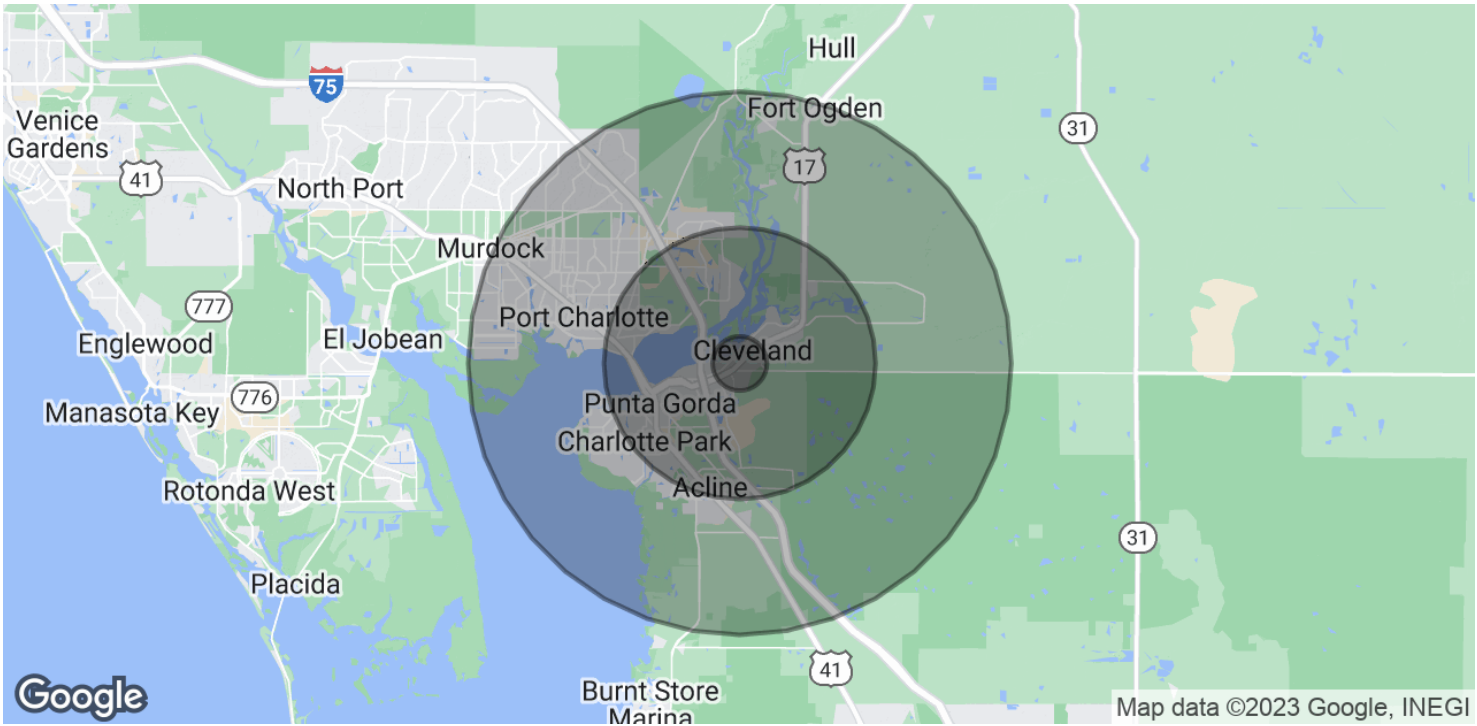 Hull
75
Fort Ogden
Venice
Gardens
31
17
41
North Port
Murdock
777
Port Charlotte
Englewood
El Jobean
Cleveland
776
Manasota Key
Punta Gorda
Charlotte Park
Rotonda West
Acline
31
Placida
41
Burnt Store
Marina
Google
Map data ©2023 Google, INEGI